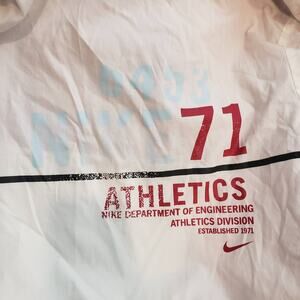 71
ATHLETICS
NIKE DEPARTMENT OF ENGINEERING
ATHLETICS DIVISION
ESTABLISHED 1971